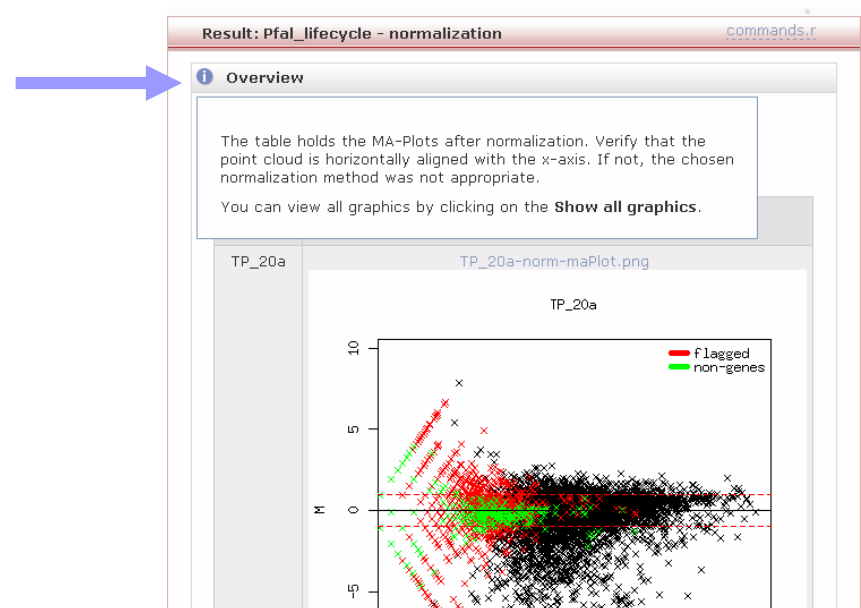 Result: Pfal_lifecycle - normalization
commands.r
i Overview
The table holds the MA-Plots after normalization. Verify that the
point cloud is horizontally aligned with the x-axis. If not, the chosen
normalization method was not appropriate.
You can view all graphics by clicking on the Show all graphics.
TP_20a
TP_20a-norm-maPlot.png
TP_20a
flagged
non-genes
10
5
M
0
-5